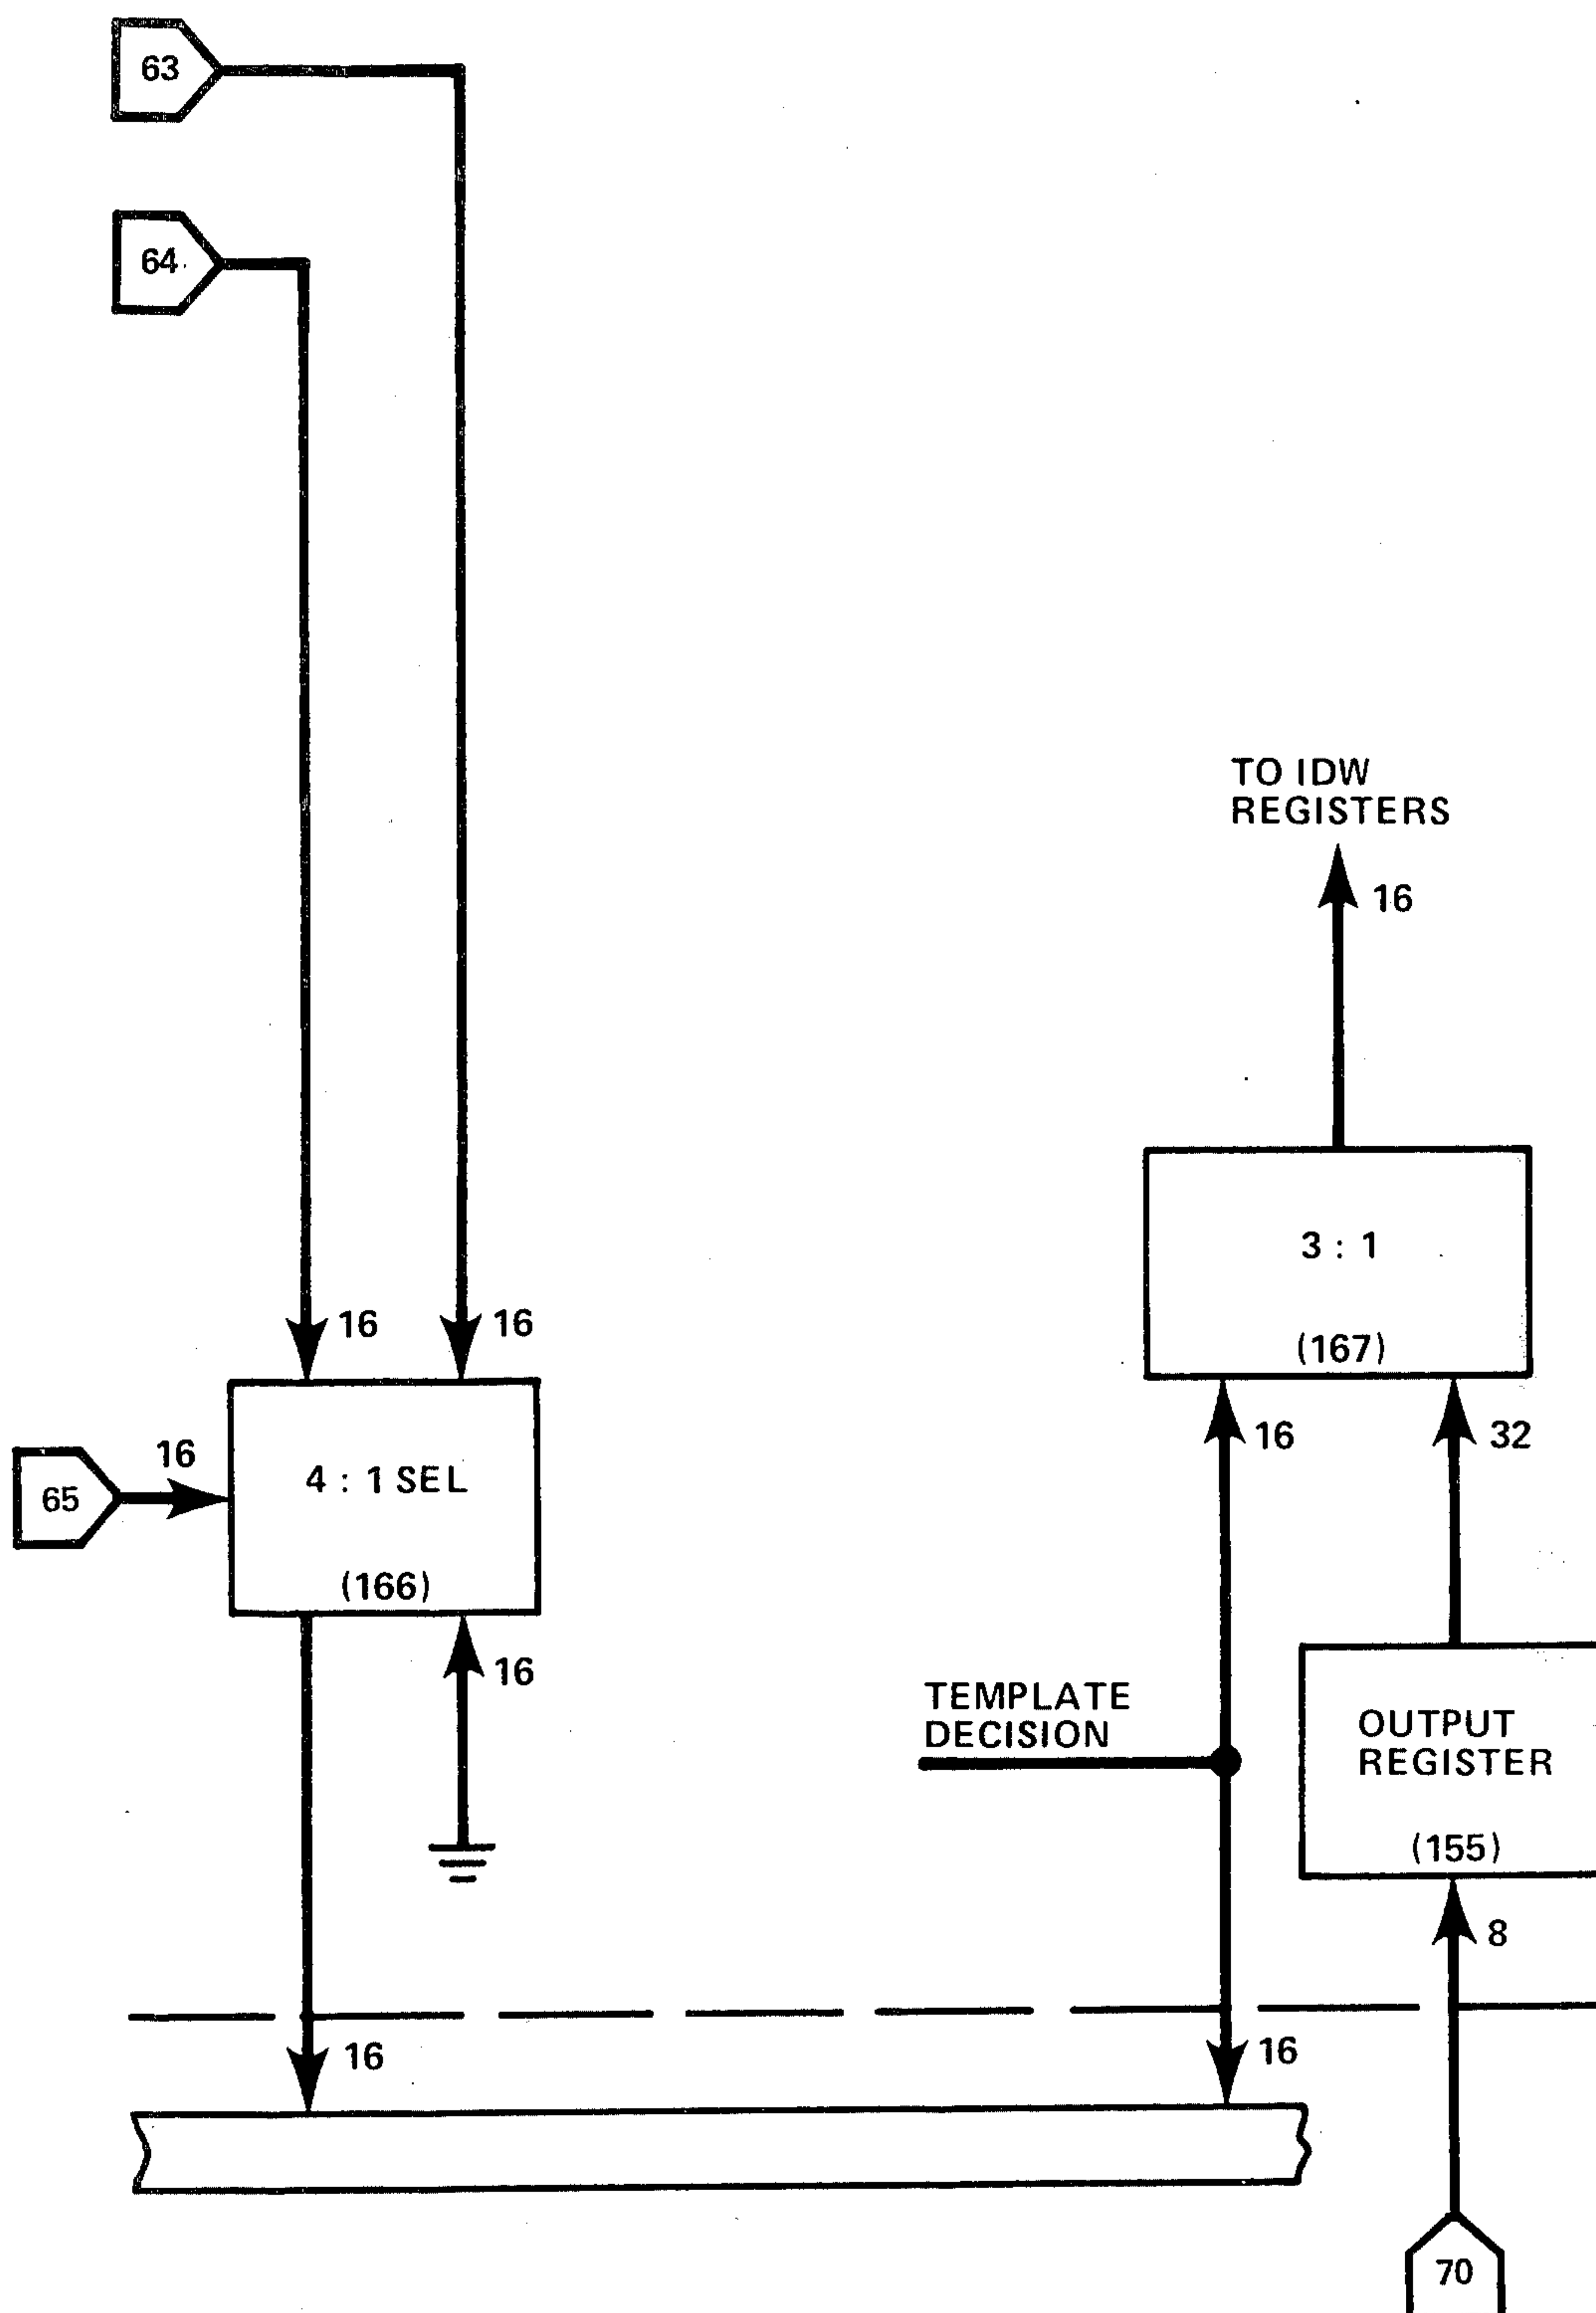 63
64
TO IDW
REGISTERS
16
3 : 1
(167)
16
16
16
32
65
16
4 : 1 SEL
(166)
16
TEMPLATE
DECISION
OUTPUT
REGISTER
(155)
8
16
16
70